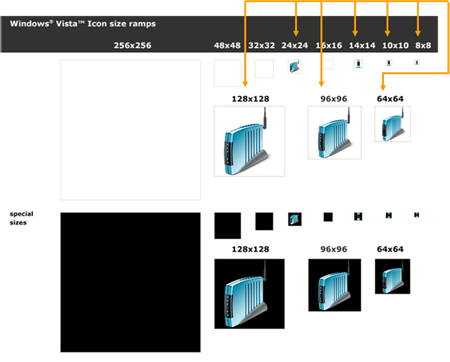 Windows® Vista™ Icon size ramps
256x256 48x48 32x32 24x24 16x16 14x14 10x10 8x8
128x128 96x96 64x64
special
sizes
128x128 96x96 64x64